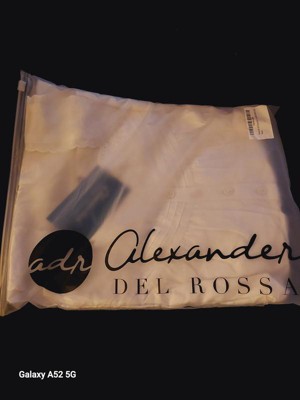 adr Alexander
DEL ROSSA
Galaxy A52 5G